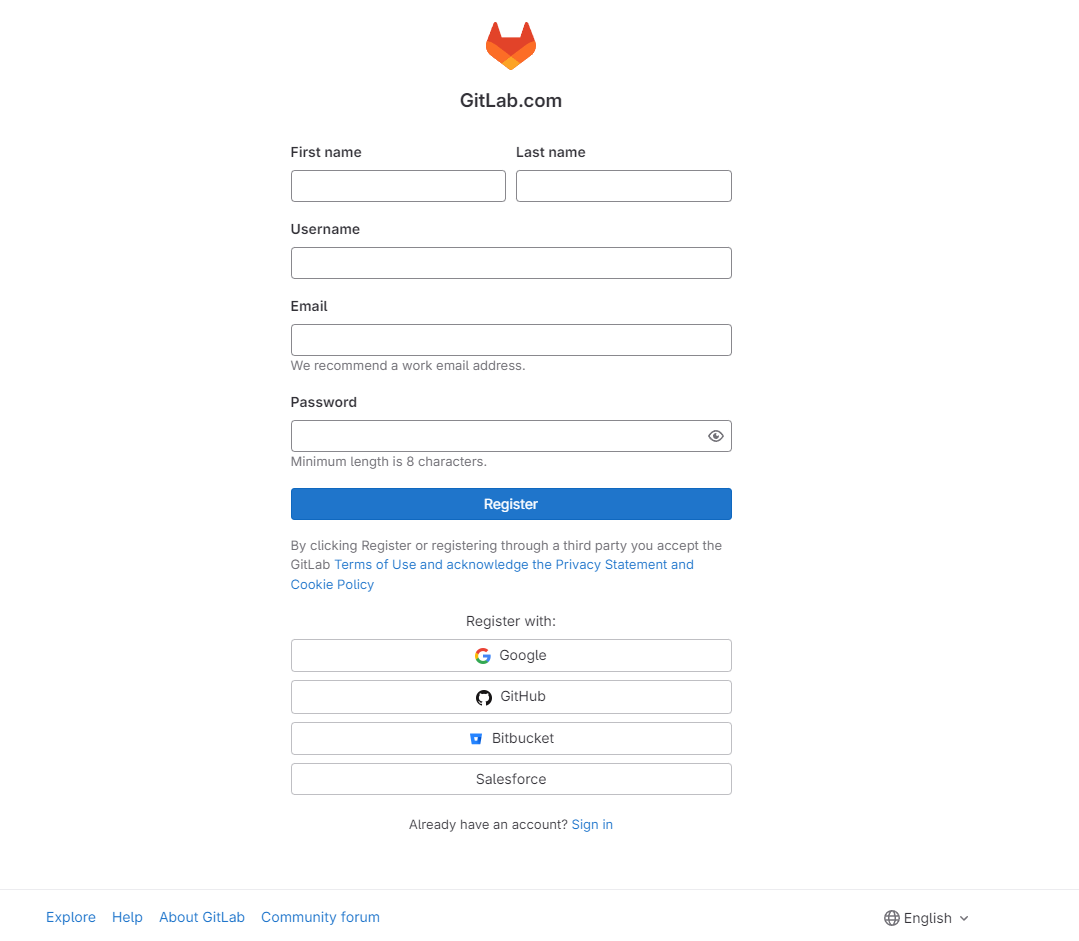 GitLab.com
First name Last name
Username
Email
We recommend a work email address.
Password
Minimum length is 8 characters.
Register
By clicking Register or registering through a third party you accept the
GitLab Terms of Use and acknowledge the Privacy Statement and
Cookie Policy
Register with:
Google
GitHub
Bitbucket
Salesforce
Already have an account? Sign in
Explore Help About GitLab Community forum English